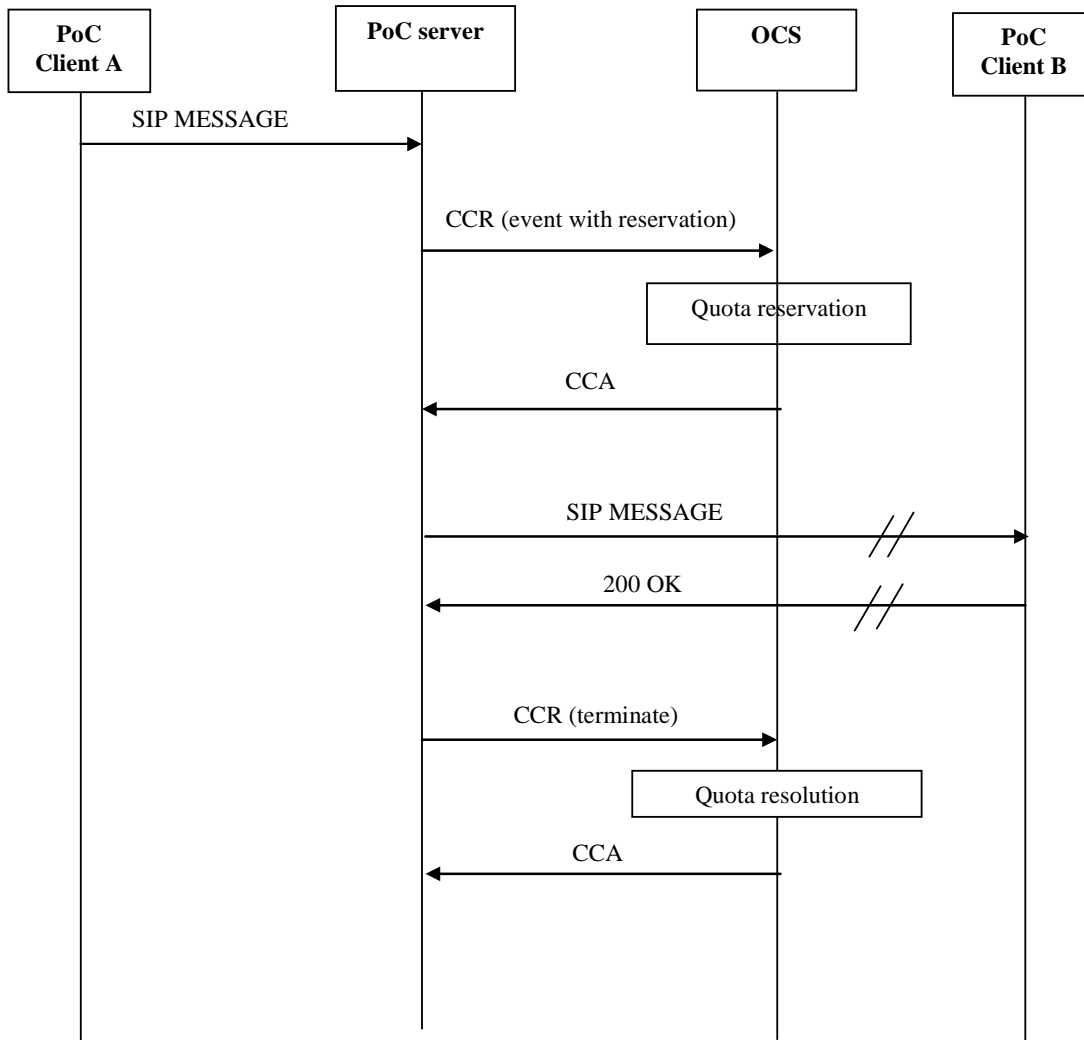 PoC
Client A
PoC server
OCS
PoC
Client B
SIP MESSAGE
CCR (event with reservation)
Quota reservation
CCA
SIP MESSAGE
200 OK
CCR (terminate)
Quota resolution
CCA